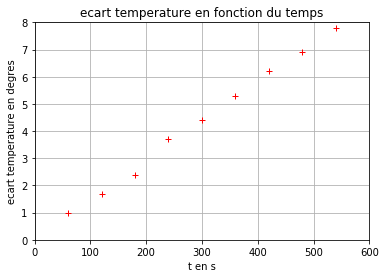 ecart temperature en fonction du temps
ecart temperature en degres
8
7
6
5
4
3
2
1
0
0 100 200 300 400 500 600
t en s